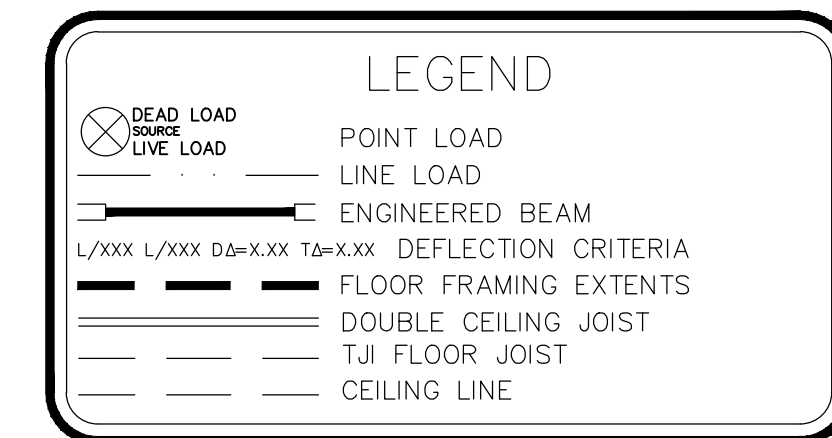 LEGEND
DEAD LOAD
SOURCE
LIVE LOAD
POINT LOAD
LINE LOAD
ENGINEERED BEAM
L/XXX L/XXX DΔ=X.XX TΔ=X.XX DEFLECTION CRITERIA
FLOOR FRAMING EXTENTS
DOUBLE CEILING JOIST
TJI FLOOR JOIST
CEILING LINE